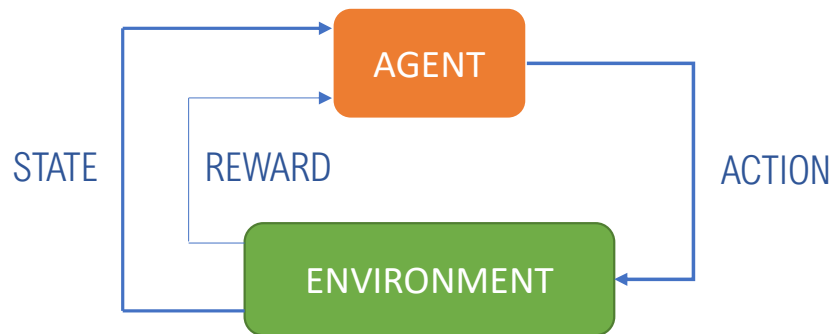 AGENT
STATE
REWARD
ACTION
ENVIRONMENT